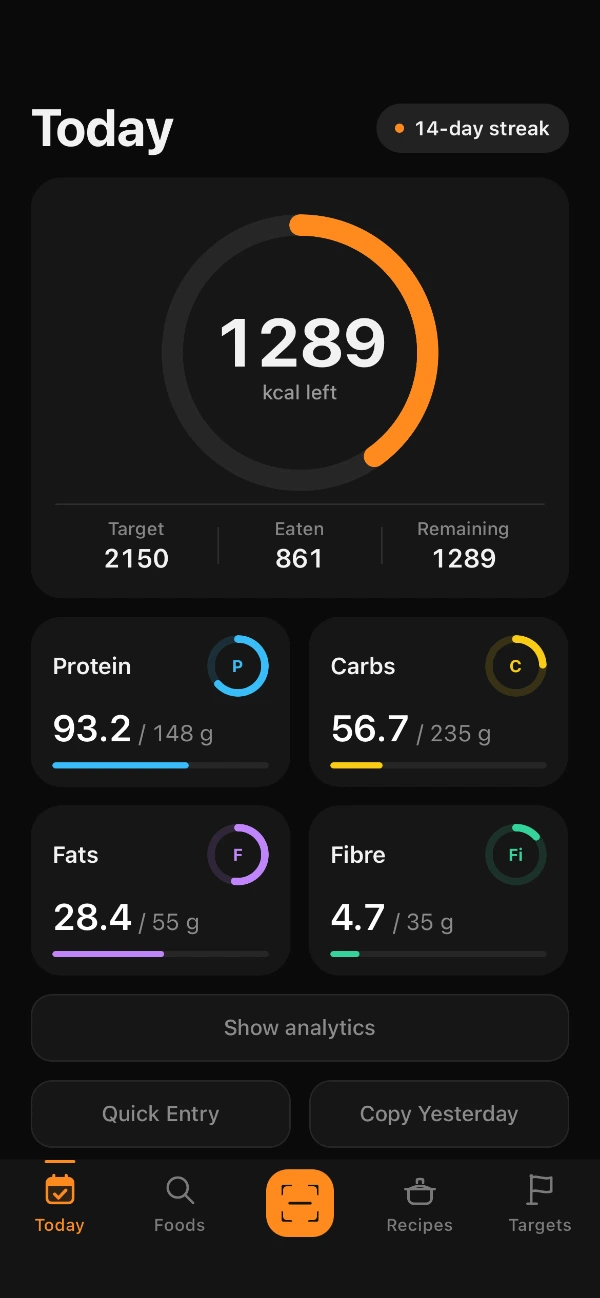 Today
14-day streak
1289
kcal left
Target Eaten Remaining
2150 861 1289
Protein P
93.2 / 148 g
Carbs C
56.7 / 235 g
Fats F
28.4 / 55 g
Fibre Fi
4.7 / 35 g
Show analytics
Quick Entry
Copy Yesterday
Today Foods Recipes Targets